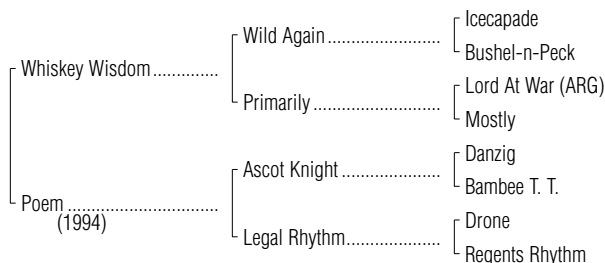 Icecapade
Wild Again
Bushel-n-Peck
Whiskey Wisdom
Lord At War (ARG)
Primarily
Mostly
Danzig
Ascot Knight
Bambee T. T.
Poem
(1994)
Drone
Legal Rhythm
Regents Rhythm